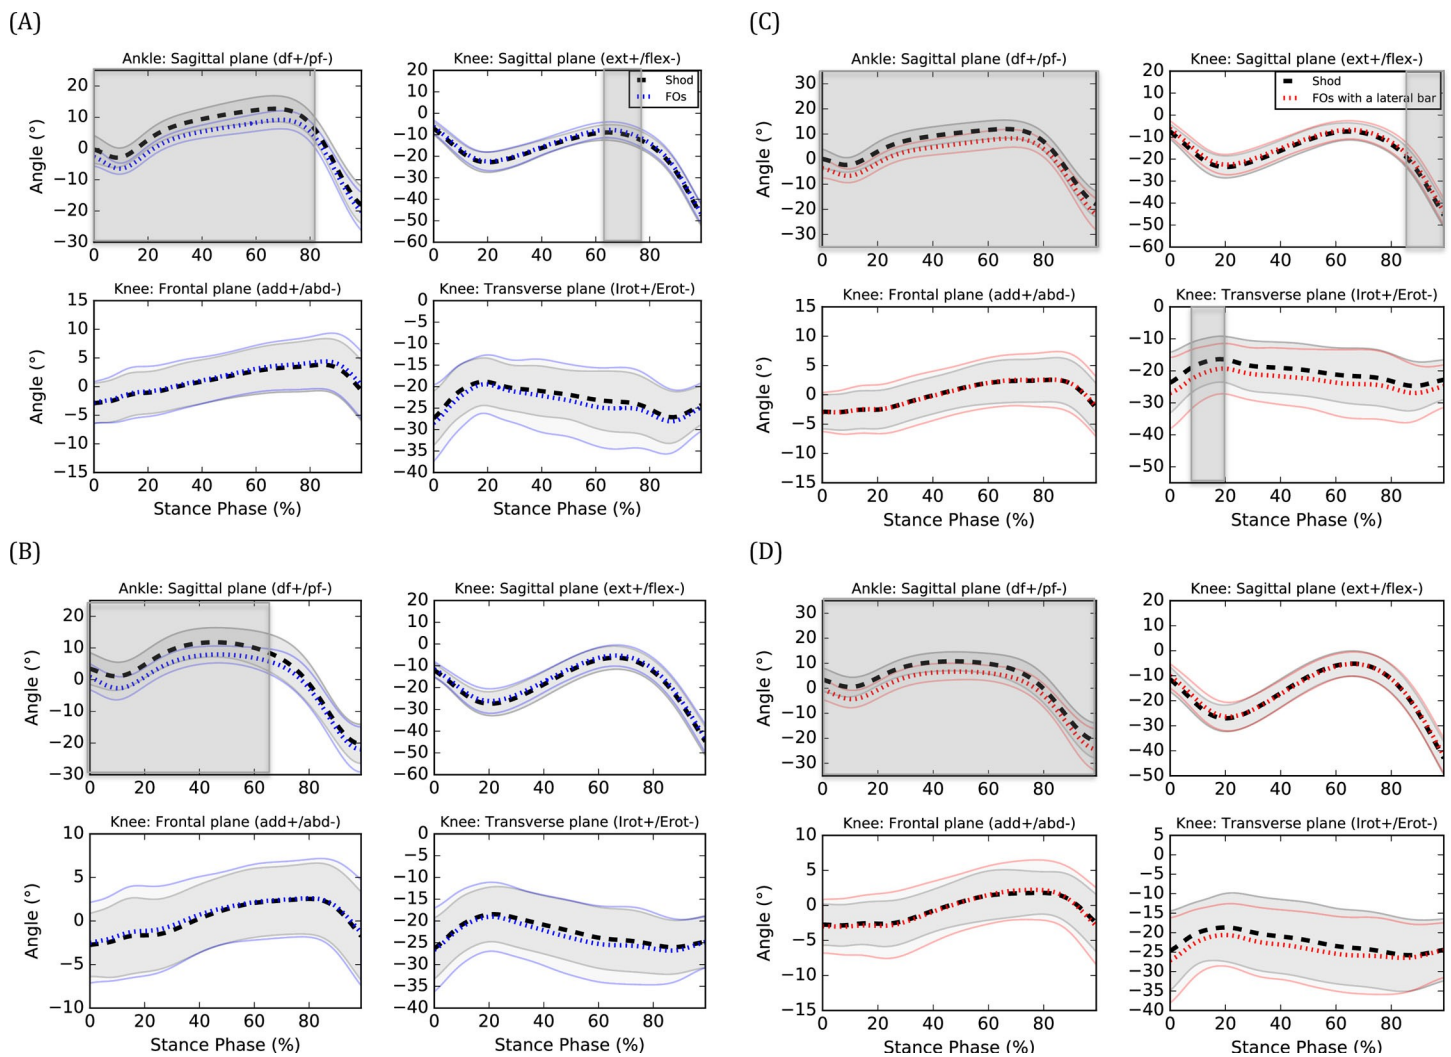 (A)
Ankle: Sagittal plane (df+/pf-)
Angle (°)
20
10
0
−10
−20
−30
0 20 40 60 80
Knee: Sagittal plane (ext+/flex-)
Shod
FOs
20
10
0
−10
−20
−30
−40
−50
−60
0 20 40 60 80
Knee: Frontal plane (add+/abd-)
Angle (°)
15
10
5
0
−5
−10
−15
0 20 40 60 80
Stance Phase (%)
Knee: Transverse plane (Irot+/Erot-)
0
−5
−10
−15
−20
−25
−30
−35
−40
0 20 40 60 80
Stance Phase (%)
(C)
Ankle: Sagittal plane (df+/pf-)
Angle (°)
30
20
10
0
−10
−20
−30
0 20 40 60 80
Knee: Sagittal plane (ext+/flex-)
Shod
FOs with a lateral bar
20
10
0
−10
−20
−30
−40
−50
−60
0 20 40 60 80
Knee: Frontal plane (add+/abd-)
Angle (°)
15
10
5
0
−5
−10
−15
0 20 40 60 80
Stance Phase (%)
Knee: Transverse plane (Irot+/Erot-)
0
−10
−20
−30
−40
−50
0 20 40 60 80
Stance Phase (%)
(B)
Ankle: Sagittal plane (df+/pf-)
Angle (°)
20
10
0
−10
−20
−30
0 20 40 60 80
Knee: Sagittal plane (ext+/flex-)
20
10
0
−10
−20
−30
−40
−50
−60
0 20 40 60 80
Knee: Frontal plane (add+/abd-)
Angle (°)
10
5
0
−5
−10
0 20 40 60 80
Stance Phase (%)
Knee: Transverse plane (Irot+/Erot-)
0
−5
−10
−15
−20
−25
−30
−35
−40
0 20 40 60 80
Stance Phase (%)
(D)
Ankle: Sagittal plane (df+/pf-)
Angle (°)
30
20
10
0
−10
−20
−30
0 20 40 60 80
Knee: Sagittal plane (ext+/flex-)
20
10
0
−10
−20
−30
−40
−50
0 20 40 60 80
Knee: Frontal plane (add+/abd-)
Angle (°)
10
5
0
−5
−10
−15
0 20 40 60 80
Stance Phase (%)
Knee: Transverse plane (Irot+/Erot-)
5
0
−5
−10
−15
−20
−25
−30
−35
−40
0 20 40 60 80
Stance Phase (%)